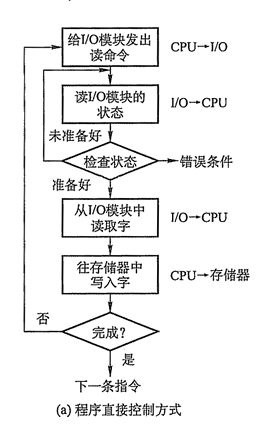 给I/O模块发出
读命令
CPU→I/O
读I/O模块的
状态
I/O→CPU
未准备好
检查状态
错误条件
准备好
从I/O模块中
读取字
I/O→CPU
往存储器中
写入字
CPU→存储器
否
完成?
是
下一条指令
(a) 程序直接控制方式